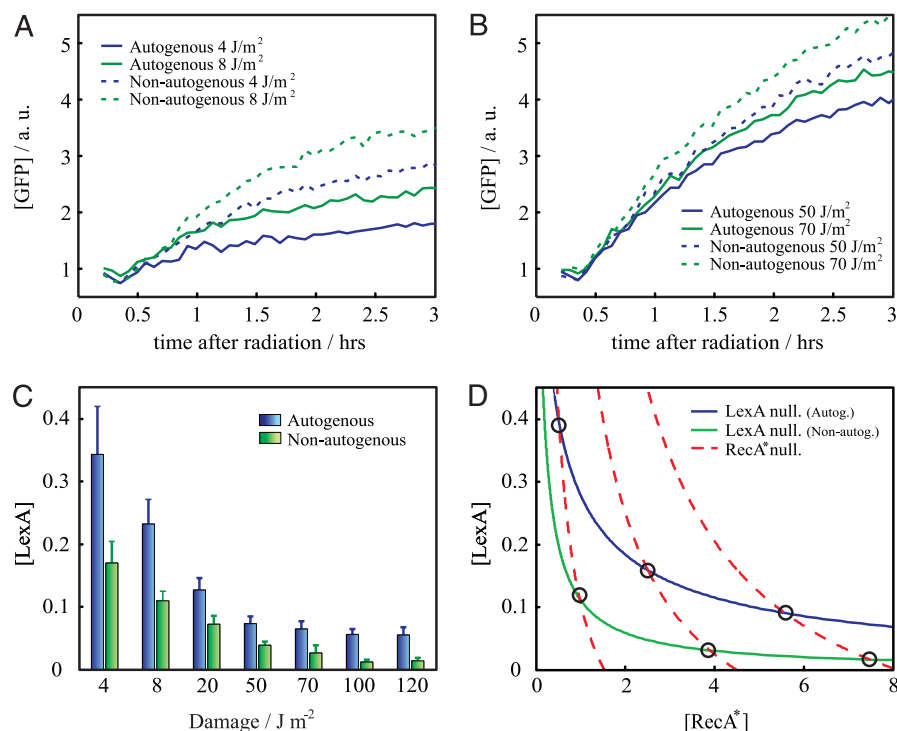 A
Autogenous 4 J/m²
Autogenous 8 J/m²
Non-autogenous 4 J/m²
Non-autogenous 8 J/m²
[GFP] / a. u.
5
4
3
2
1
0 0.5 1 1.5 2 2.5 3
time after radiation / hrs
B
[GFP] / a. u.
5
4
3
2
1
Autogenous 50 J/m²
Autogenous 70 J/m²
Non-autogenous 50 J/m²
Non-autogenous 70 J/m²
0 0.5 1 1.5 2 2.5 3
time after radiation / hrs
C
Autogenous
Non-autogenous
[LexA]
0.4
0.3
0.2
0.1
0
4 8 20 50 70 100 120
Damage / J m⁻²
D
LexA null. (Autog.)
LexA null. (Non-autog.)
RecA* null.
[LexA]
0.4
0.3
0.2
0.1
0
0 2 4 6 8
[RecA*]